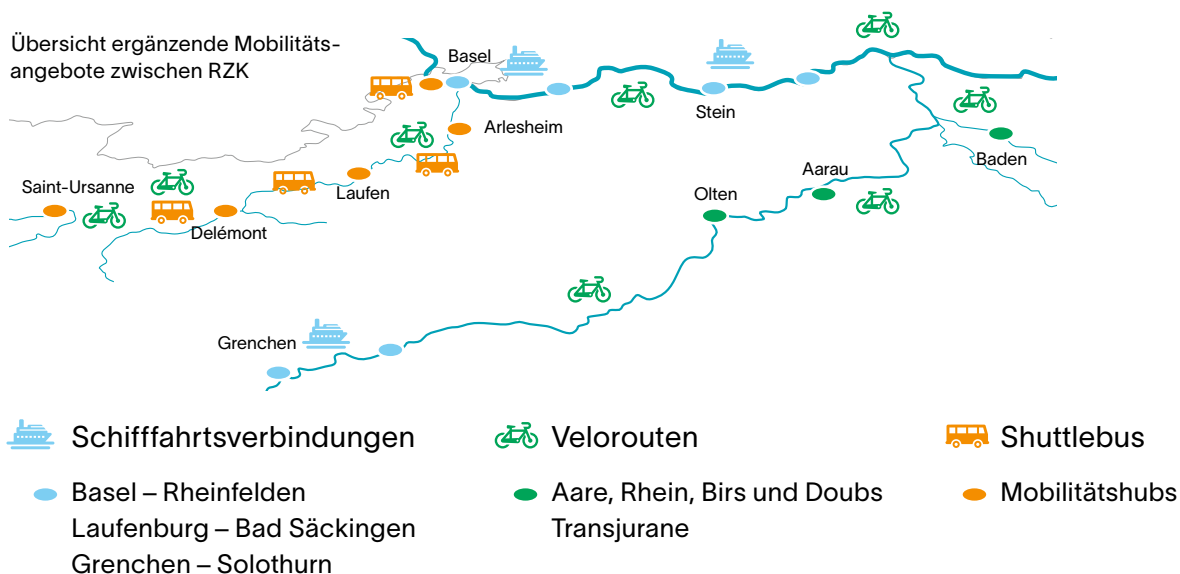 Übersicht ergänzende Mobilitäts-
angebote zwischen RZK
Basel
Stein
Arlesheim
Baden
Aarau
Laufen
Saint-Ursanne
Olten
Delémont
Grenchen
Schifffahrtsverbindungen
Basel – Rheinfelden
Laufenburg – Bad Säckingen
Grenchen – Solothurn
Velorouten
Aare, Rhein, Birs und Doubs
Transjurane
Shuttlebus
Mobilitätshubs